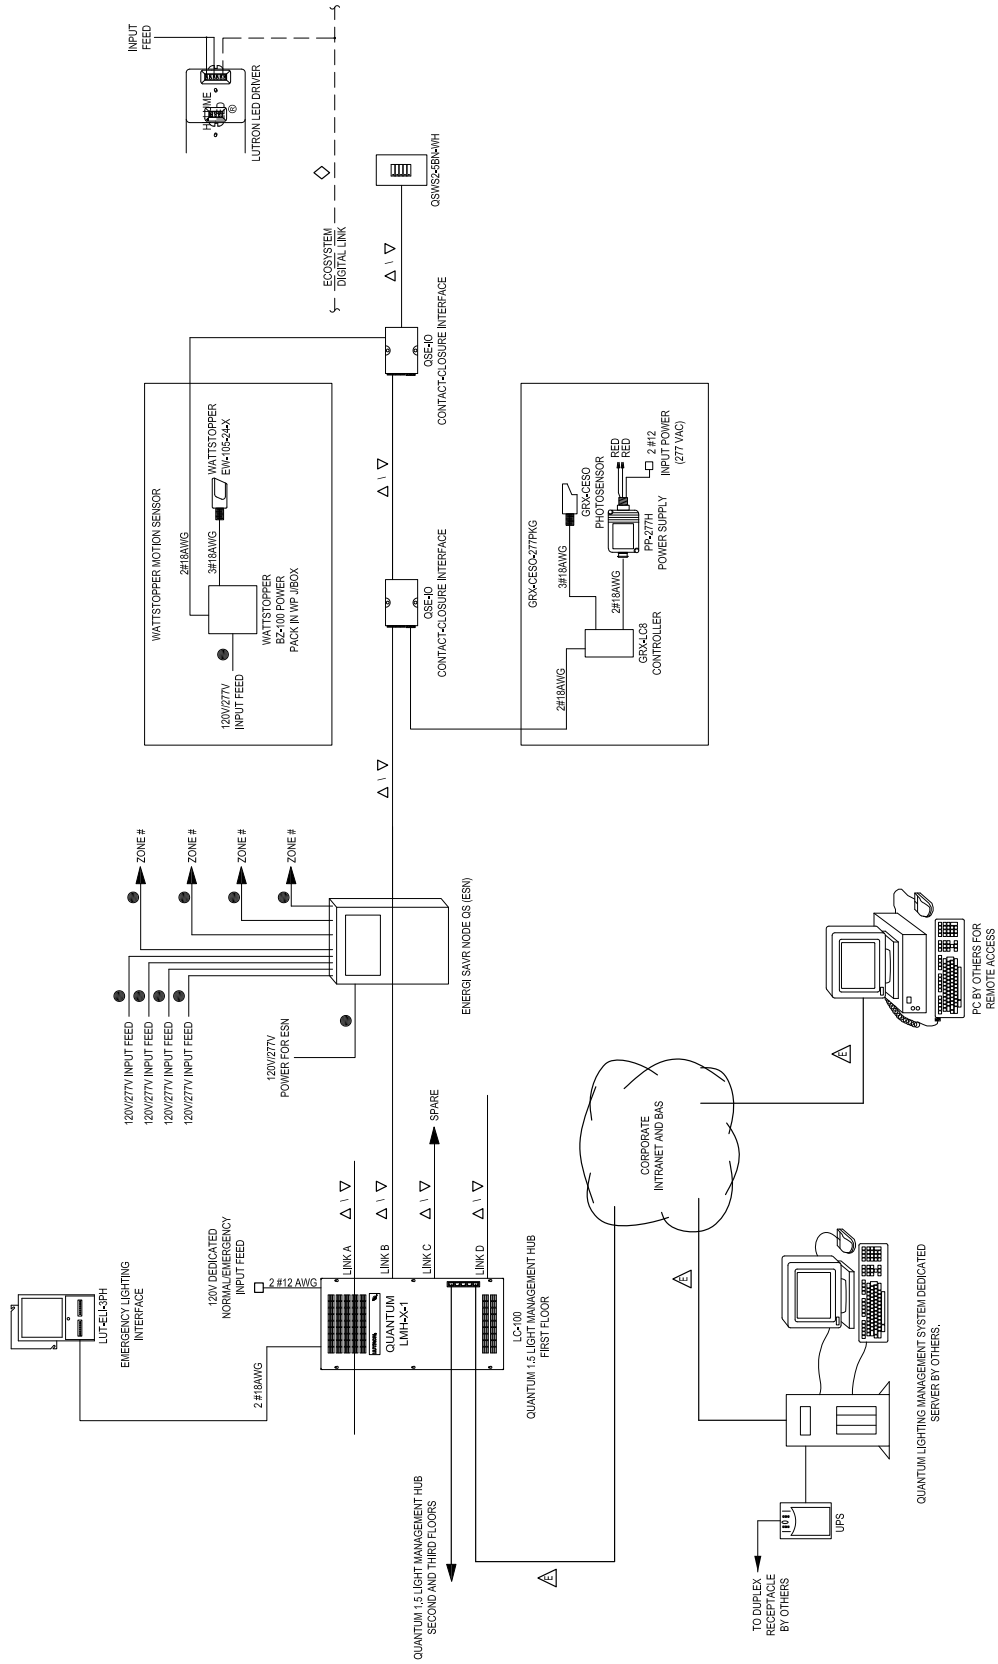 INPUT
FEED
HI-LUME
®
LUTRON LED DRIVER
ECOSYSTEM
DIGITAL LINK
QSWS2-5BN-WH
QSE-IO
CONTACT-CLOSURE INTERFACE
WATTSTOPPER MOTION SENSOR
2#18AWG
3#18AWG
WATTSTOPPER
EW-105-24-X
WATTSTOPPER
BZ-100 POWER
PACK IN WP J/BOX
120V/277V
INPUT FEED
QSE-IO
CONTACT-CLOSURE INTERFACE
GRX-CESO-277PKG
GRX-CESO
PHOTOSENSOR
3#18AWG
RED
RED
2 #12
INPUT POWER
(277 VAC)
PP-277H
POWER SUPPLY
2#18AWG
GRX-LC8
CONTROLLER
2#18AWG
ZONE #
ZONE #
ZONE #
ZONE #
120V/277V INPUT FEED
120V/277V INPUT FEED
120V/277V INPUT FEED
120V/277V INPUT FEED
120V/277V
POWER FOR ESN
ENERGI SAVR NODE QS (ESN)
LUT-ELI-3PH
EMERGENCY LIGHTING
INTERFACE
120V DEDICATED
NORMAL/EMERGENCY
INPUT FEED
2 #12 AWG
2 #18AWG
LINK A
LINK B
LINK C
LINK D
SPARE
QUANTUM
LMH-X-1
LC-100
QUANTUM 1.5 LIGHT MANAGEMENT HUB
FIRST FLOOR
QUANTUM 1.5 LIGHT MANAGEMENT HUB
SECOND AND THIRD FLOORS
E
CORPORATE
INTRANET AND BAS
E
E
PC BY OTHERS FOR
REMOTE ACCESS
QUANTUM LIGHTING MANAGEMENT SYSTEM DEDICATED
SERVER BY OTHERS.
UPS
TO DUPLEX
RECEPTACLE
BY OTHERS